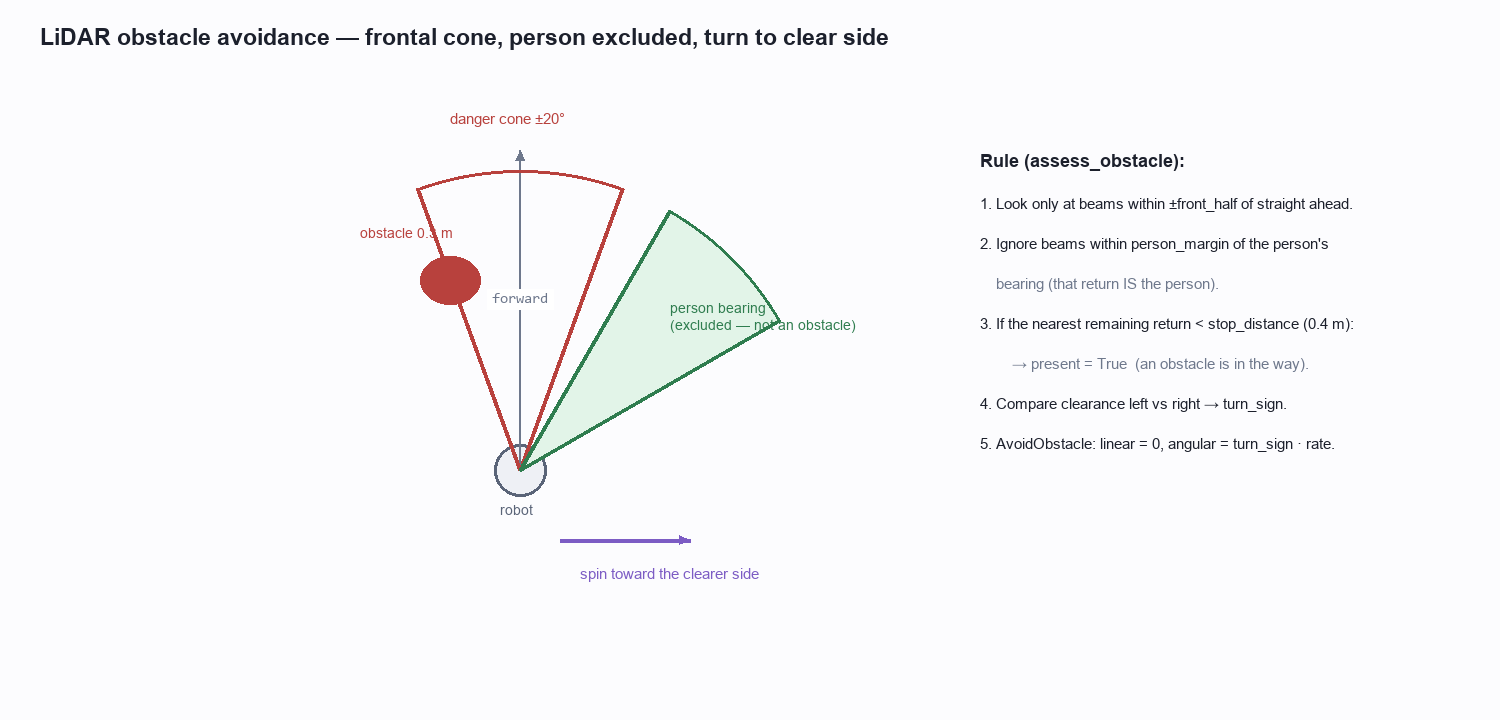 LiDAR obstacle avoidance — frontal cone, person excluded, turn to clear side
danger cone ±20°
obstacle 0.3 m
forward
person bearing
(excluded — not an obstacle)
robot
spin toward the clearer side
Rule (assess_obstacle):
1. Look only at beams within ±front_half of straight ahead.
2. Ignore beams within person_margin of the person's
bearing (that return IS the person).
3. If the nearest remaining return < stop_distance (0.4 m):
→ present = True (an obstacle is in the way).
4. Compare clearance left vs right → turn_sign.
5. AvoidObstacle: linear = 0, angular = turn_sign · rate.